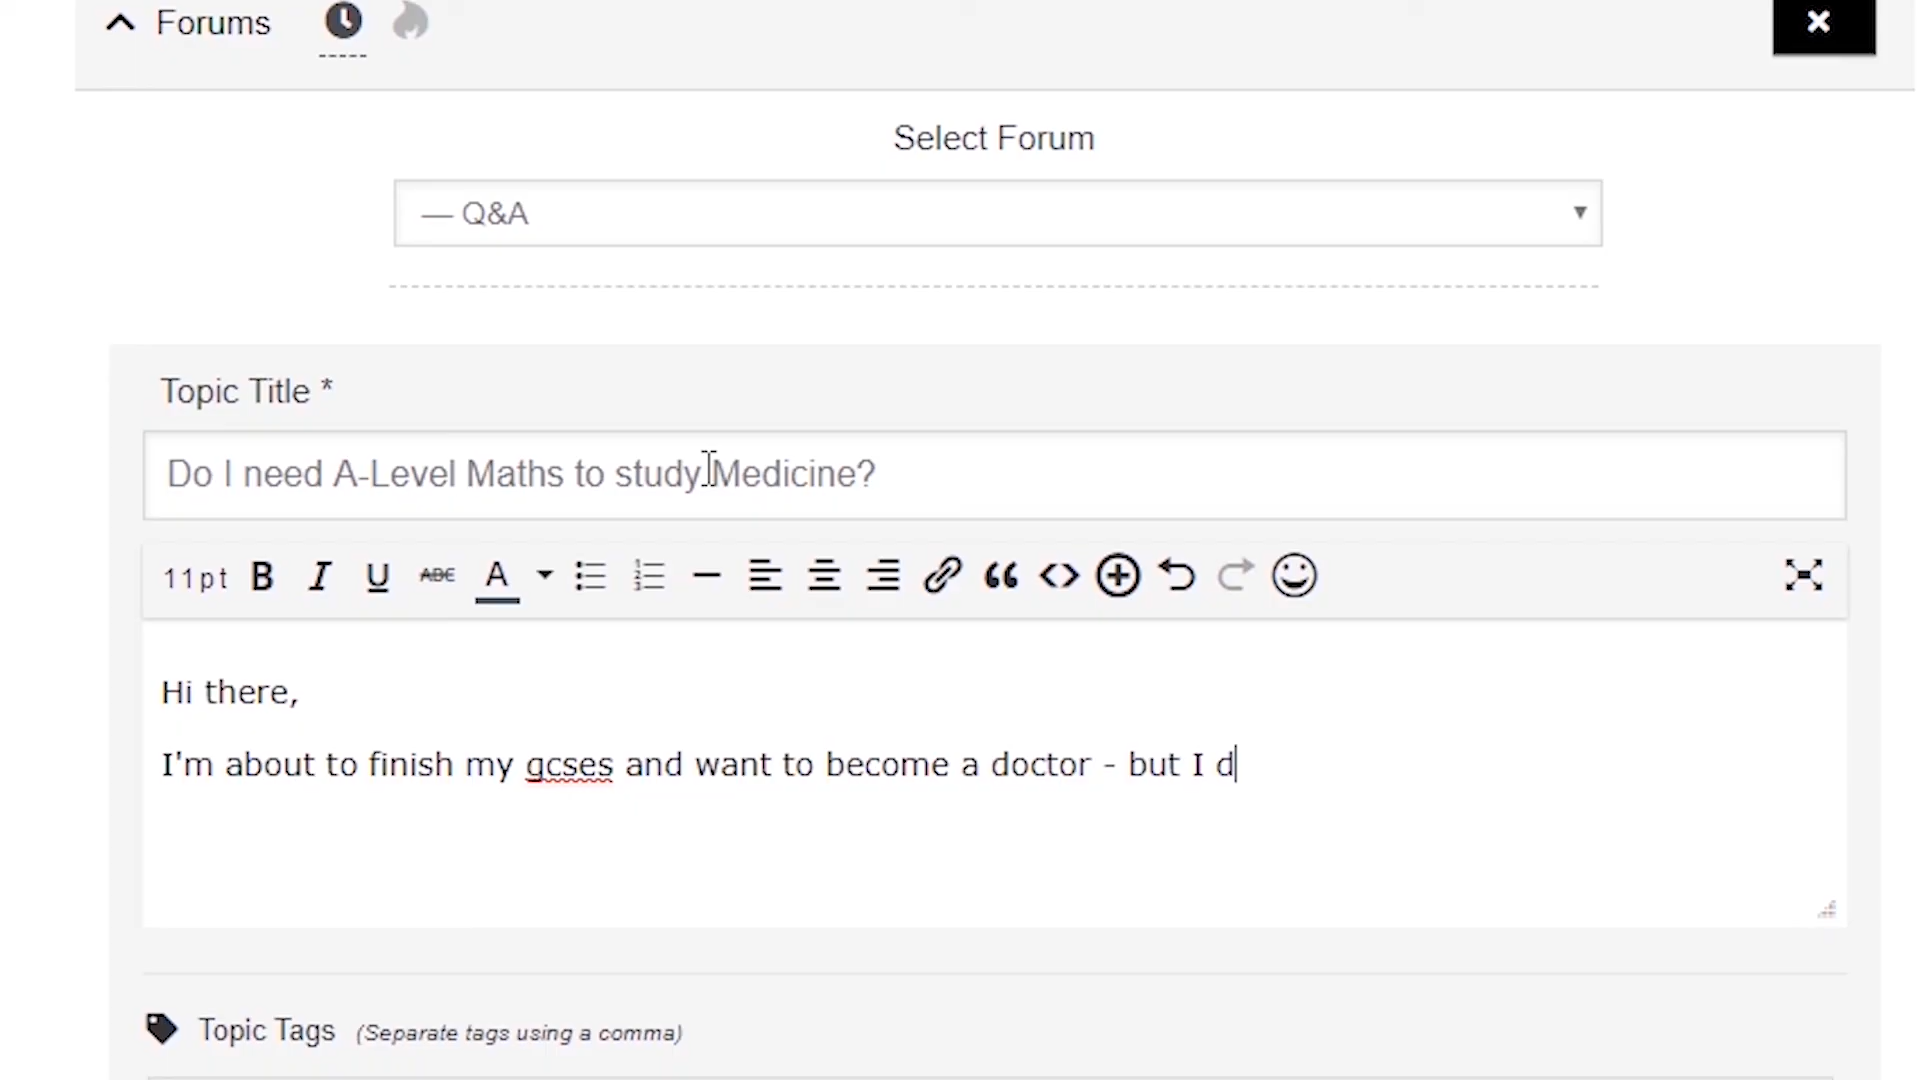 Forums
Select Forum
— Q&A
Topic Title *
Do I need A-Level Maths to study Medicine?
11pt B I U ABC A
Hi there,
I'm about to finish my gcses and want to become a doctor - but I d
Topic Tags (Separate tags using a comma)